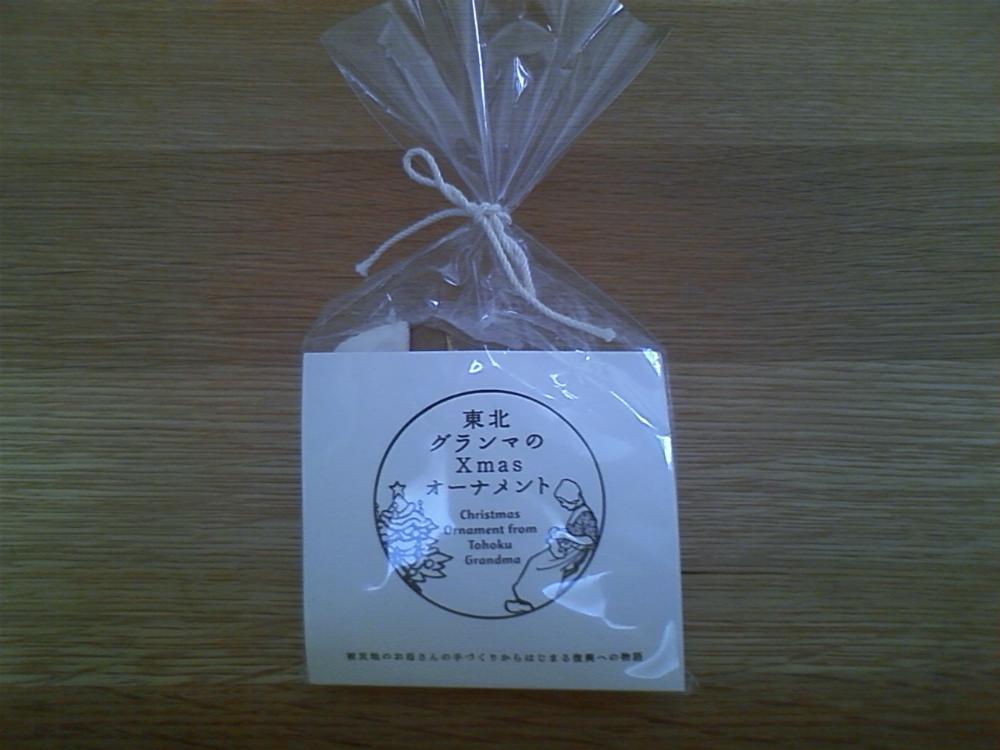 東北
グランマの
Xmas
オーナメント
Christmas
Ornament from
Tohoku
Grandma
被災地のお母さんの手づくりからはじまる復興への物語